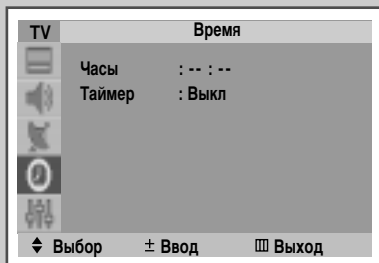 TV Время
Часы : -- : --
Таймер : Выкл
Выбор ± Ввод Выход